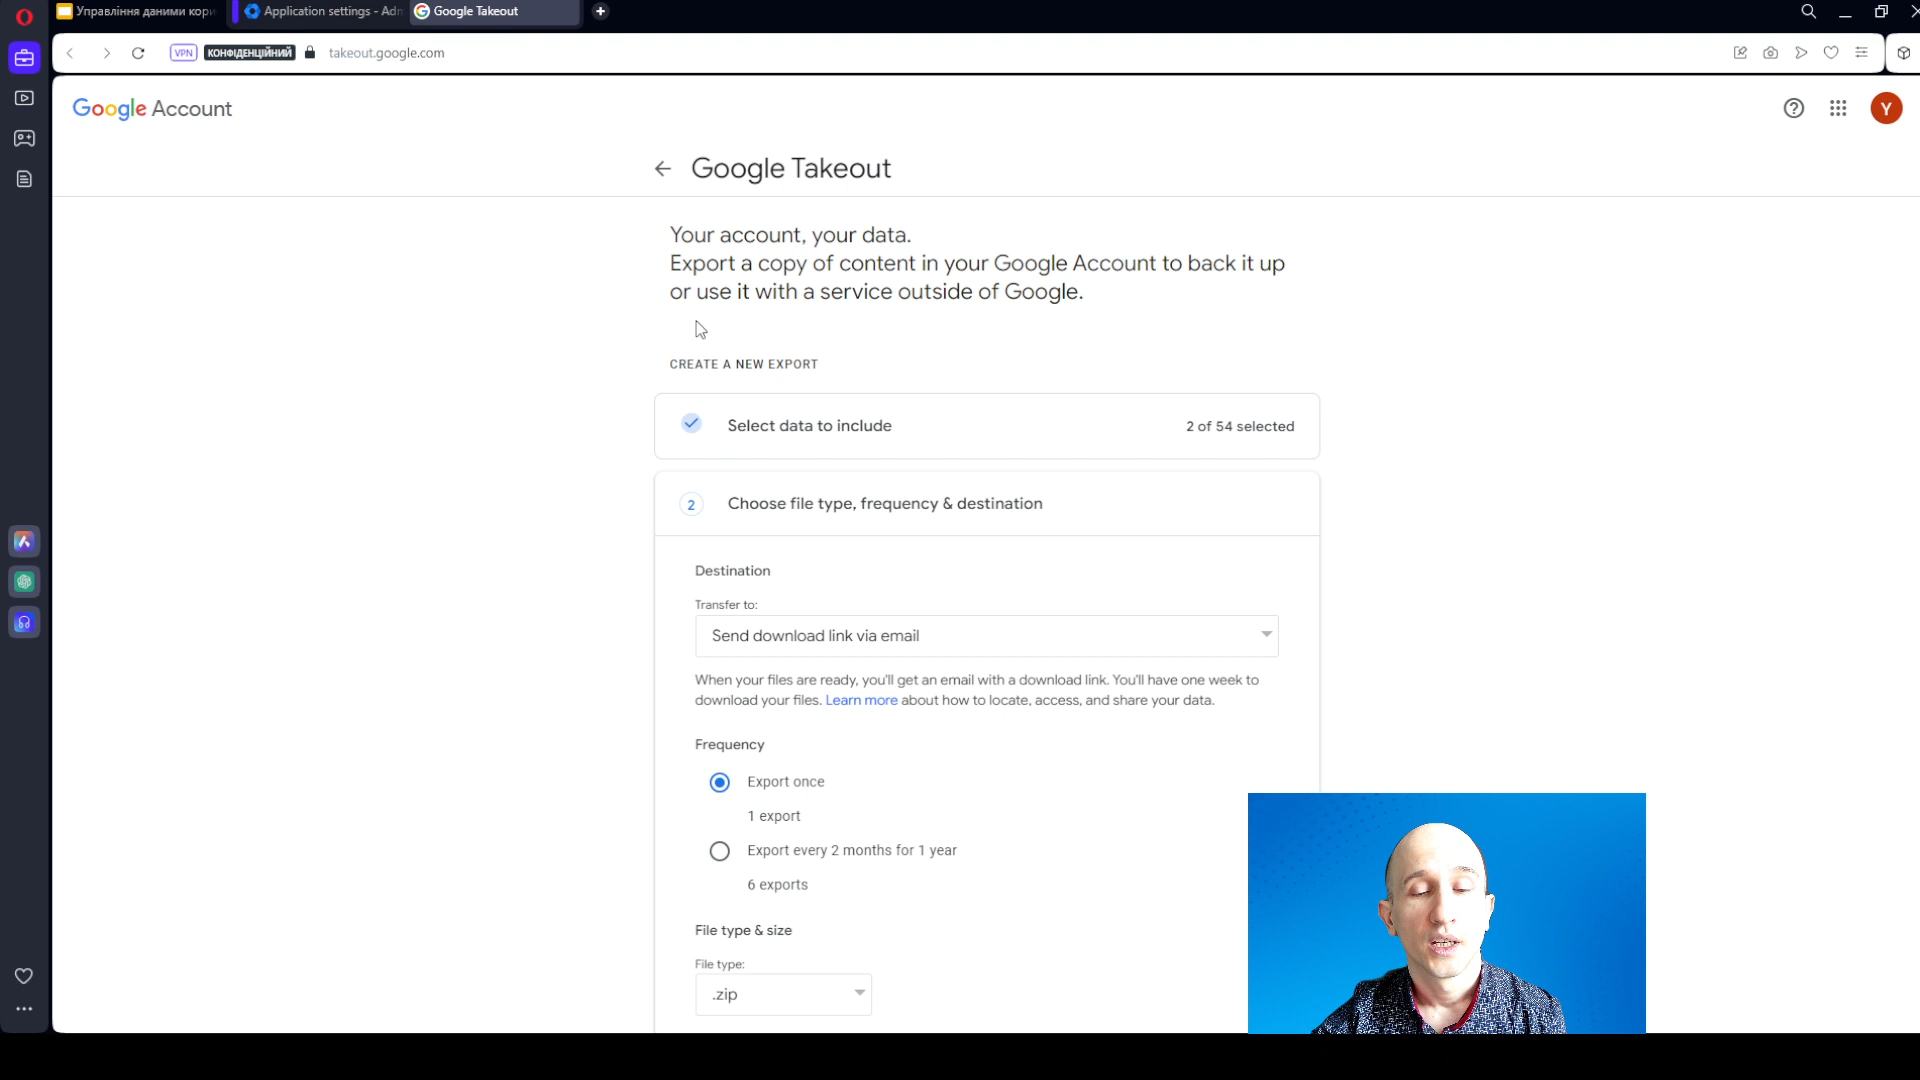 Управління даними кори
Application settings - Adm
Google Takeout
VPN
КОНФІДЕНЦІЙНИЙ
takeout.google.com
Google Account
Y
Google Takeout
Your account, your data.
Export a copy of content in your Google Account to back it up
or use it with a service outside of Google.
CREATE A NEW EXPORT
Select data to include
2 of 54 selected
2
Choose file type, frequency & destination
Destination
Transfer to:
Send download link via email
When your files are ready, you'll get an email with a download link. You'll have one week to
download your files. Learn more about how to locate, access, and share your data.
Frequency
Export once
1 export
Export every 2 months for 1 year
6 exports
File type & size
File type:
.zip